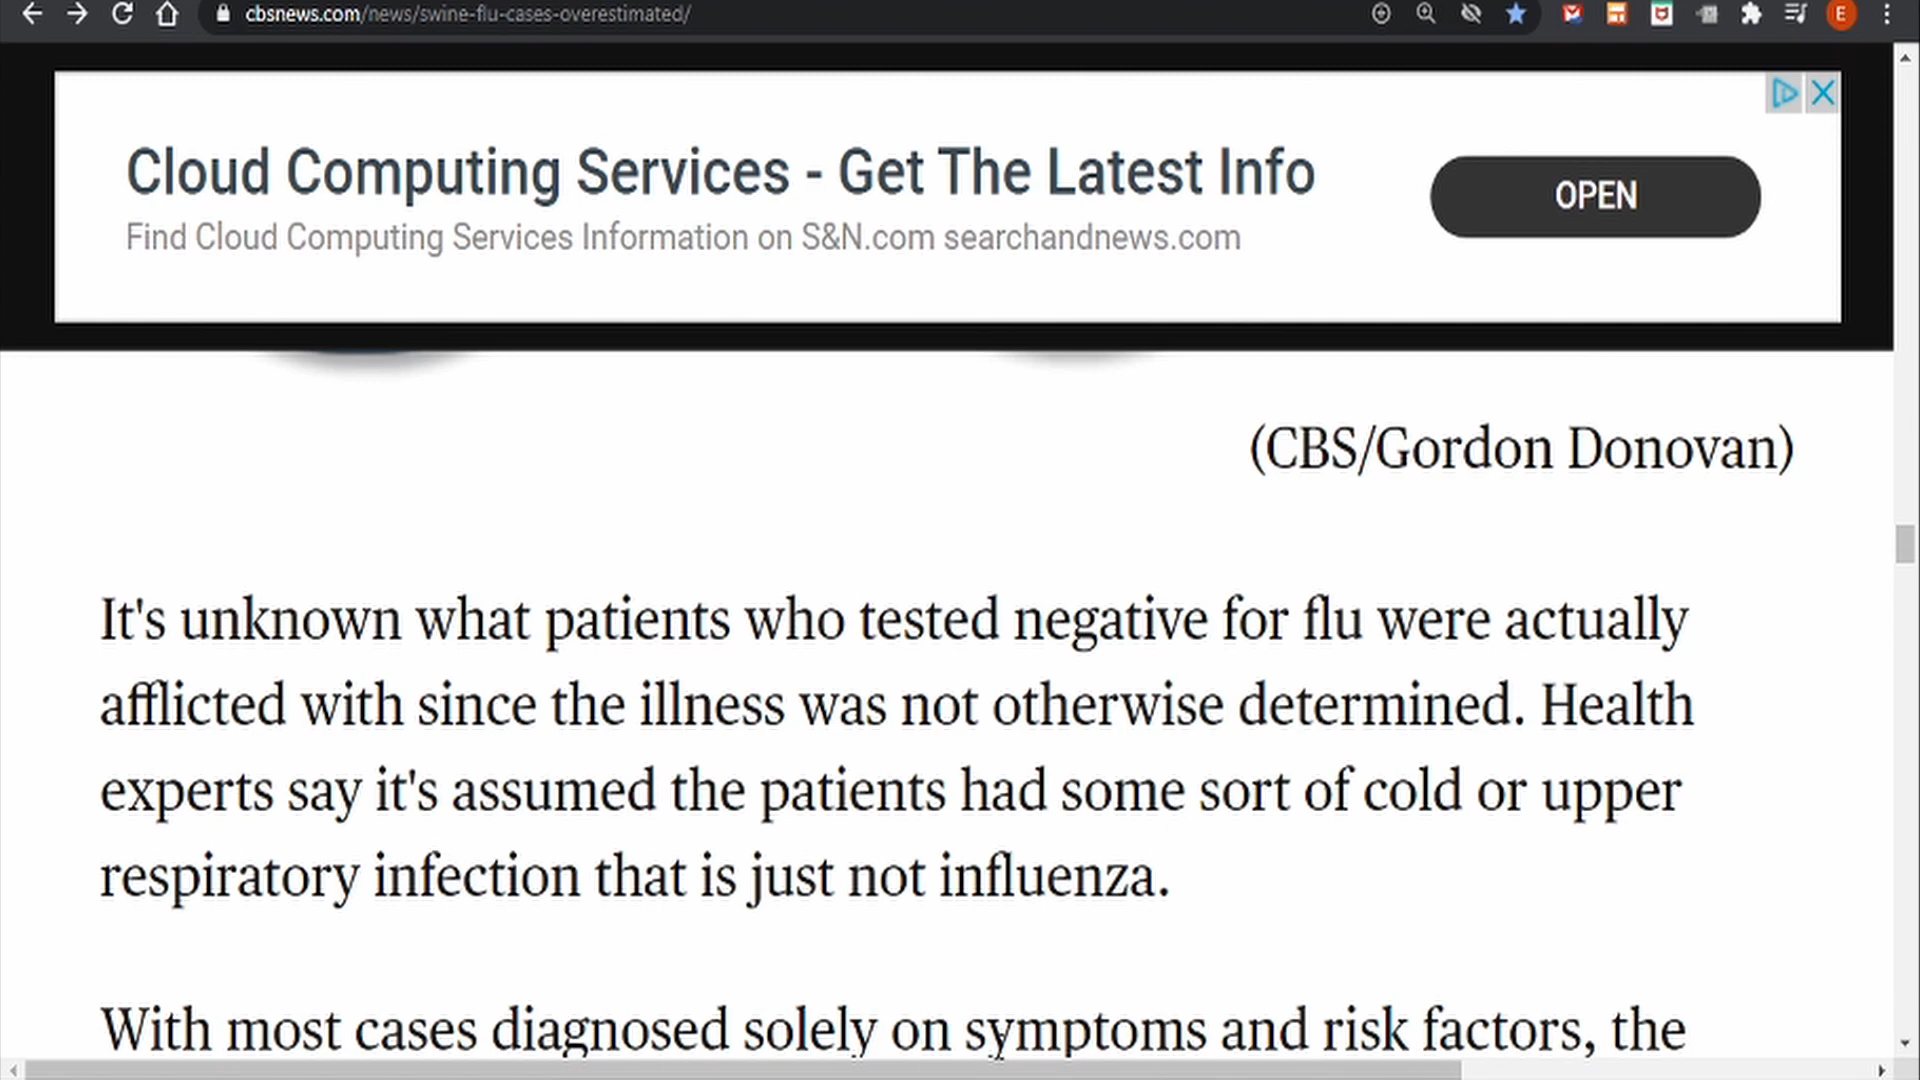 cbsnews.com/news/swine-flu-cases-overestimated/
E
Cloud Computing Services - Get The Latest Info
OPEN
Find Cloud Computing Services Information on S&N.com searchandnews.com
(CBS/Gordon Donovan)
It's unknown what patients who tested negative for flu were actually
afflicted with since the illness was not otherwise determined. Health
experts say it's assumed the patients had some sort of cold or upper
respiratory infection that is just not influenza.
With most cases diagnosed solely on symptoms and risk factors, the